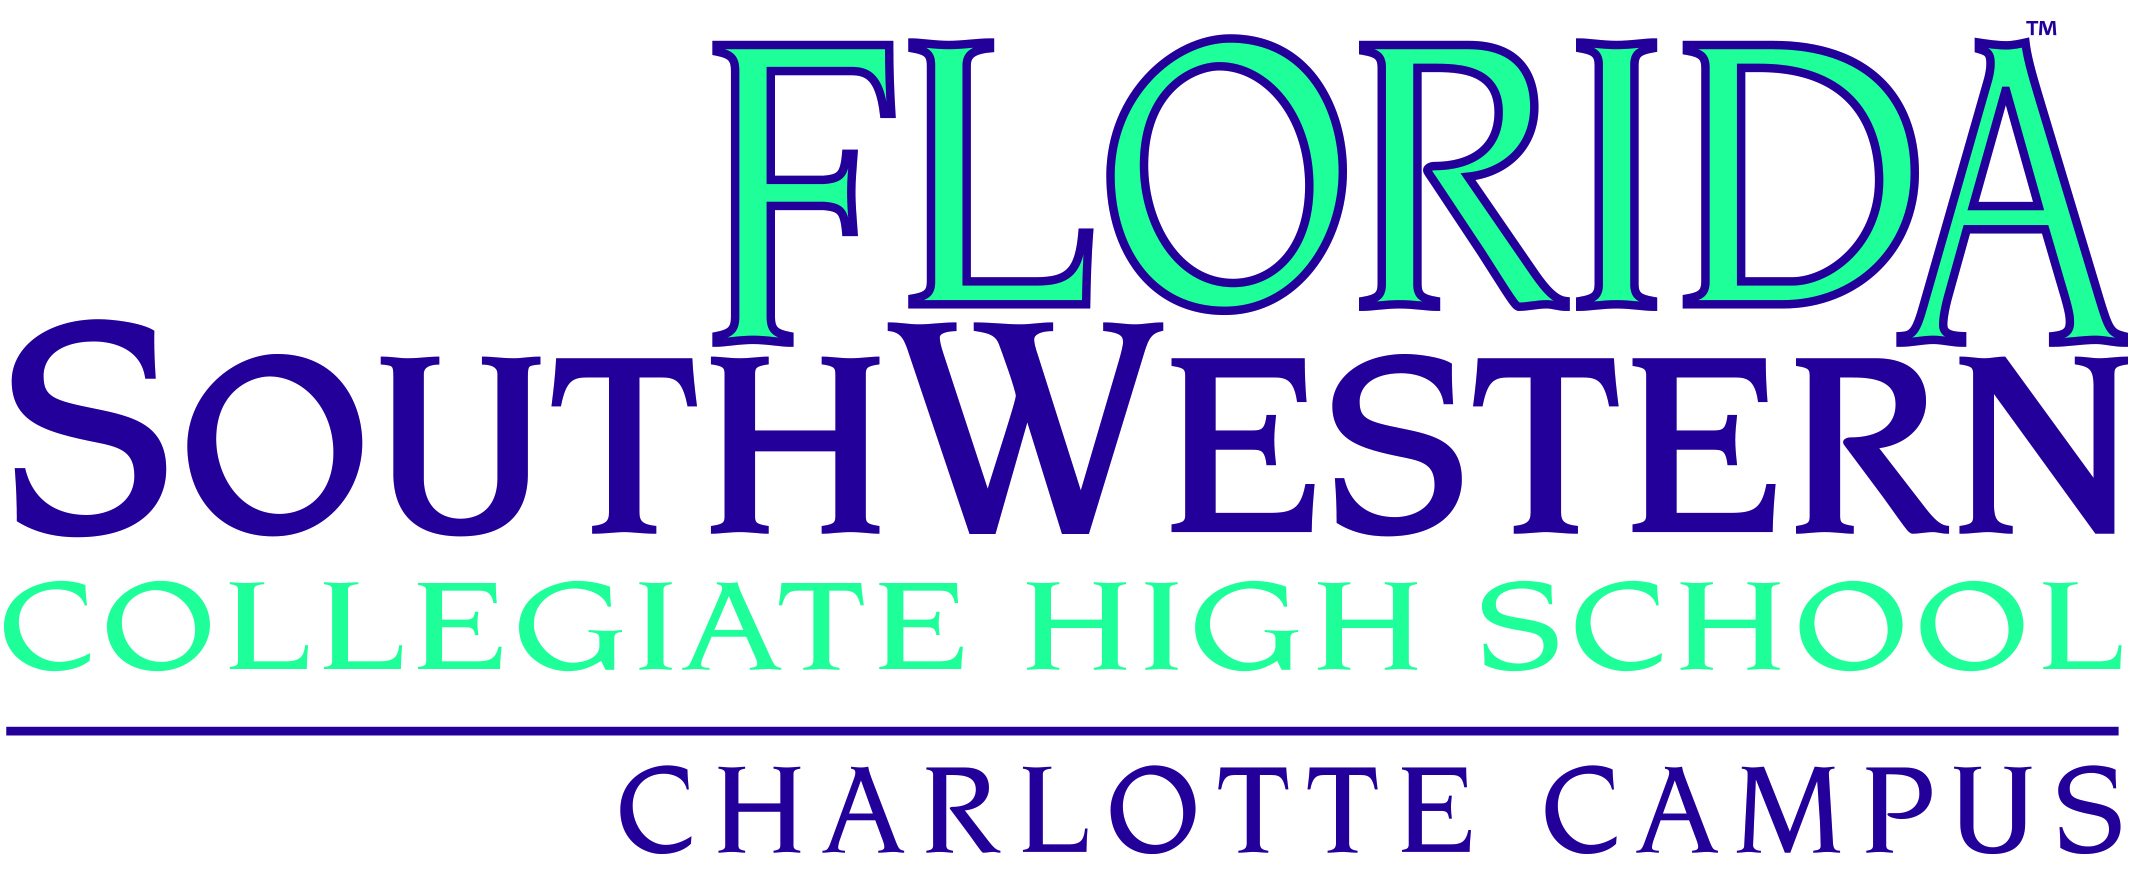 FLORIDA™
SOUTHWESTERN
COLLEGIATE HIGH SCHOOL
CHARLOTTE CAMPUS